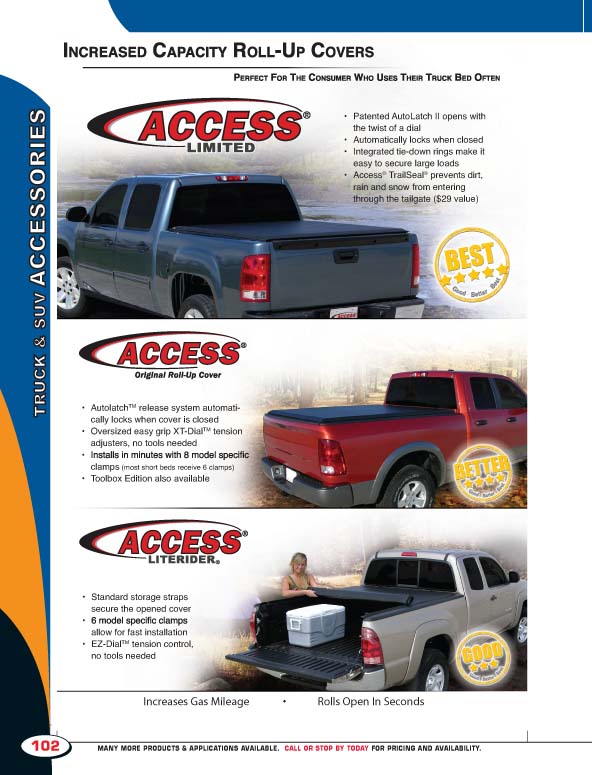 INCREASED CAPACITY ROLL-UP COVERS
PERFECT FOR THE CONSUMER WHO USES THEIR TRUCK BED OFTEN
TRUCK & SUV ACCESSORIES
ACCESS®
LIMITED
• Patented AutoLatch II opens with
the twist of a dial
• Automatically locks when closed
• Integrated tie-down rings make it
easy to secure large loads
• Access® TrailSeal® prevents dirt,
rain and snow from entering
through the tailgate ($29 value)
BEST
Good Better Best
ACCESS®
Original Roll-Up Cover
• Autolatch™ release system automati-
cally locks when cover is closed
• Oversized easy grip XT-Dial™ tension
adjusters, no tools needed
• Installs in minutes with 8 model specific
clamps (most short beds receive 6 clamps)
• Toolbox Edition also available
BETTER
Good Better Best
ACCESS®
LITERIDER®
• Standard storage straps
secure the opened cover
• 6 model specific clamps
allow for fast installation
• EZ-Dial™ tension control,
no tools needed
GOOD
Good Better Best
Increases Gas Mileage • Rolls Open In Seconds
102
MANY MORE PRODUCTS & APPLICATIONS AVAILABLE. CALL OR STOP BY TODAY FOR PRICING AND AVAILABILITY.